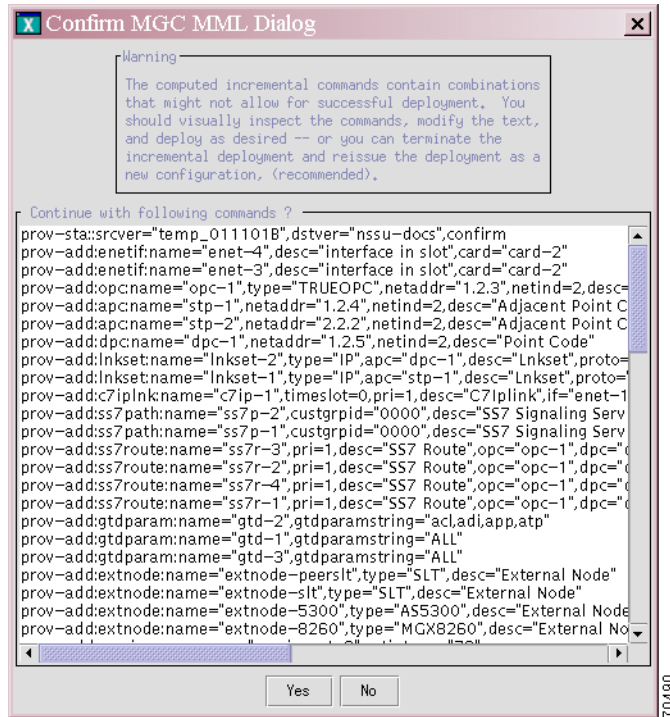 Confirm MGC MML Dialog
Warning
The computed incremental commands contain combinations
that might not allow for successful deployment. You
should visually inspect the commands, modify the text,
and deploy as desired -- or you can terminate the
incremental deployment and reissue the deployment as a
new configuration, (recommended).
Continue with following commands ?
prov-sta::srcver="temp_011101B",dstver="nssu-docs",confirm
prov-add:enetif:name="enet-4",desc="interface in slot",card="card-2"
prov-add:enetif:name="enet-3",desc="interface in slot",card="card-2"
prov-add:opc:name="opc-1",type="TRUEOPC",netaddr="1.2.3",netind=2,desc=
prov-add:apc:name="stp-1",netaddr="1.2.4",netind=2,desc="Adjacent Point C
prov-add:apc:name="stp-2",netaddr="2.2.2",netind=2,desc="Adjacent Point C
prov-add:dpc:name="dpc-1",netaddr="1.2.5",netind=2,desc="Point Code"
prov-add:lnkset:name="lnkset-2",type="IP",apc="dpc-1",desc="Lnkset",proto=
prov-add:lnkset:name="lnkset-1",type="IP",apc="stp-1",desc="Lnkset",proto="
prov-add:c7iplnk:name="c7ip-1",timeslot=0,pri=1,desc="C7Iplink",if="enet-1
prov-add:ss7path:name="ss7p-2",custgrpid="0000",desc="SS7 Signaling Serv
prov-add:ss7path:name="ss7p-1",custgrpid="0000",desc="SS7 Signaling Serv
prov-add:ss7route:name="ss7r-3",pri=1,desc="SS7 Route",opc="opc-1",dpc="
prov-add:ss7route:name="ss7r-2",pri=1,desc="SS7 Route",opc="opc-1",dpc="
prov-add:ss7route:name="ss7r-4",pri=1,desc="SS7 Route",opc="opc-1",dpc="
prov-add:ss7route:name="ss7r-1",pri=1,desc="SS7 Route",opc="opc-1",dpc="
prov-add:gtdparam:name="gtd-2",gtdparamstring="acl,adi,app,atp"
prov-add:gtdparam:name="gtd-1",gtdparamstring="ALL"
prov-add:gtdparam:name="gtd-3",gtdparamstring="ALL"
prov-add:extnode:name="extnode-peerslt",type="SLT",desc="External Node"
prov-add:extnode:name="extnode-slt",type="SLT",desc="External Node"
prov-add:extnode:name="extnode-5300",type="AS5300",desc="External Node
prov-add:extnode:name="extnode-8260",type="MGX8260",desc="External No
Yes
No